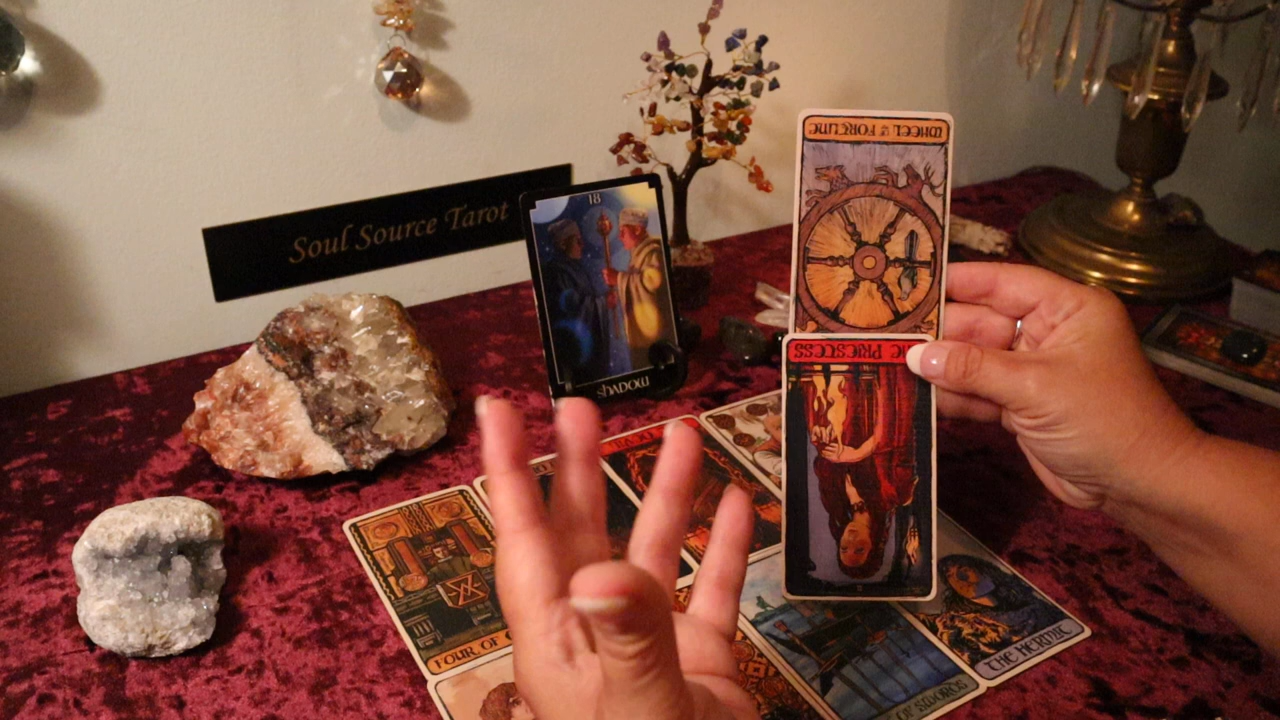 Soul Source Tarot
18
SHADOW
WHEEL OF FORTUNE
PRIESTESS
FOUR OF
OF SWORDS
THE HERMIT